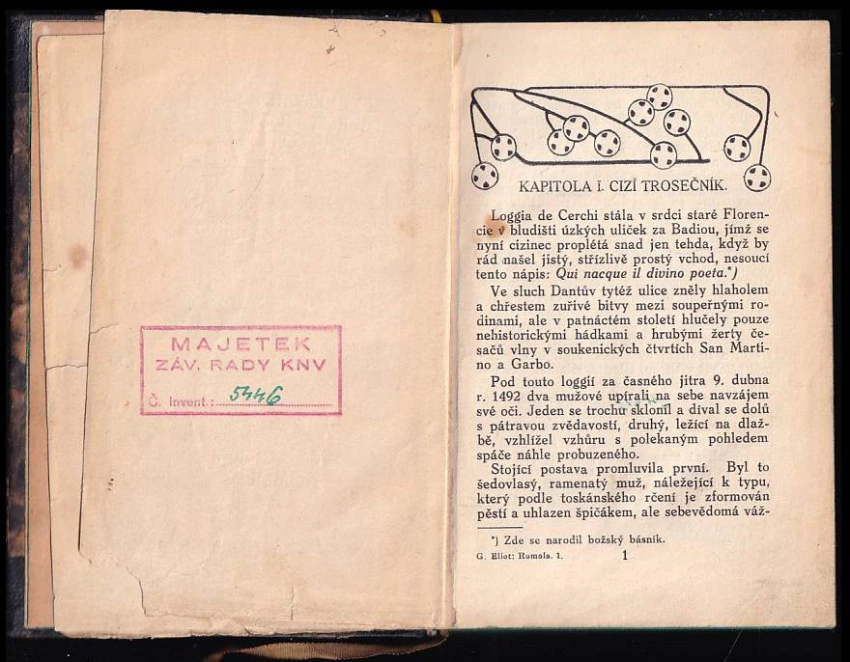 MAJETEK
ZÁV. RADY KNV
Č. Invent.: 5446
KAPITOLA I. CIZÍ TROSEČNÍK.
Loggia de Cerchi stála v srdci staré Floren-
cie v bludišti úzkých uliček za Badiou, jímž se
nyní cizinec proplétá snad jen tehda, když by
rád našel jistý, střízlivě prostý vchod, nesoucí
tento nápis: Qui nacque il divino poeta.*)
Ve sluch Dantův tytéž ulice zněly hlaholem
a chřestem zuřivé bitvy mezi soupeřnými ro-
dinami, ale v patnáctém století hlučely pouze
nehistorickými hádkami a hrubými žerty če-
sačů vlny v soukenických čtvrtích San Marti-
no a Garbo.
Pod touto loggií za časného jitra 9. dubna
r. 1492 dva mužové upírali na sebe navzájem
své oči. Jeden se trochu sklonil a díval se dolů
s pátravou zvědavostí, druhý, ležící na dlaž-
bě, vzhlížel vzhůru s polekaným pohledem
spáče náhle probuzeného.
Stojící postava promluvila první. Byl to
šedovlasý, ramenatý muž, náležející k typu,
který podle toskánského rčení je zformován
pěstí a uhlazen špičákem, ale sebevědomá váž-
*) Zde se narodil božský básník.
G. Eliot: Romola. I. 1